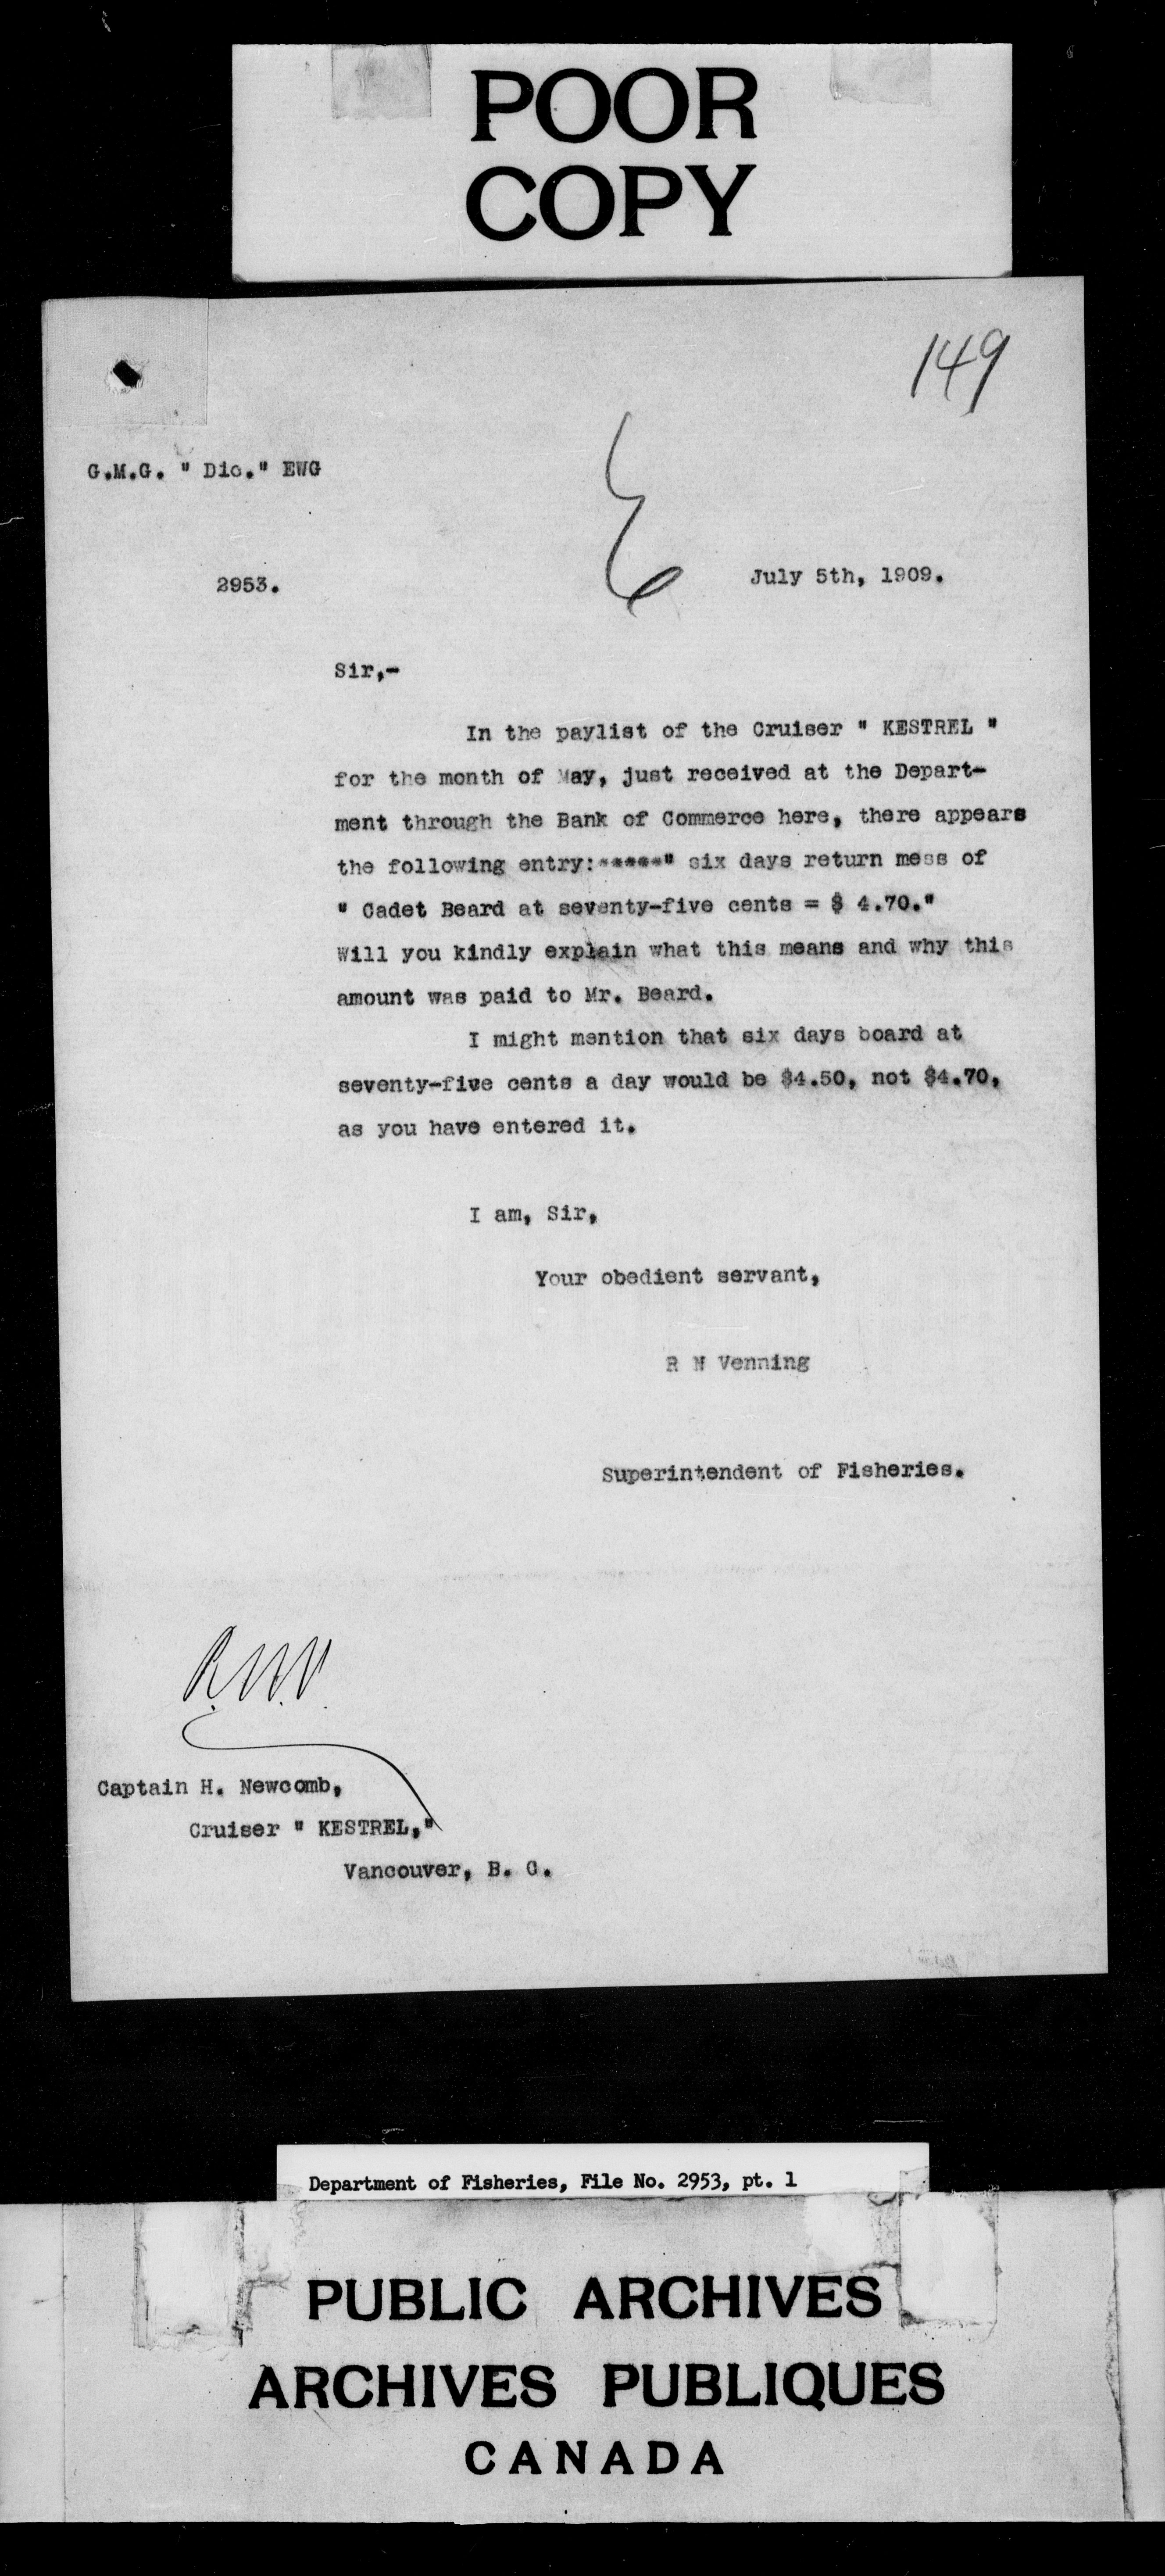 POOR
COPY
149
G.M.G. " Dic." EWG
2953.
July 5th, 1909.
Sir,-
In the paylist of the Cruiser " KESTREL "
for the month of May, just received at the Depart-
ment through the Bank of Commerce here, there appears
the following entry:*****" six days return mess of
" Cadet Beard at seventy-five cents = $ 4.70."
Will you kindly explain what this means and why this
amount was paid to Mr. Beard.
I might mention that six days board at
seventy-five cents a day would be $4.50, not $4.70,
as you have entered it.
I am, Sir,
Your obedient servant,
R N Venning
Superintendent of Fisheries.
R.N.V.
Captain H. Newcomb,
Cruiser " KESTREL,"
Vancouver, B. C.
Department of Fisheries, File No. 2953, pt. 1
PUBLIC ARCHIVES
ARCHIVES PUBLIQUES
CANADA